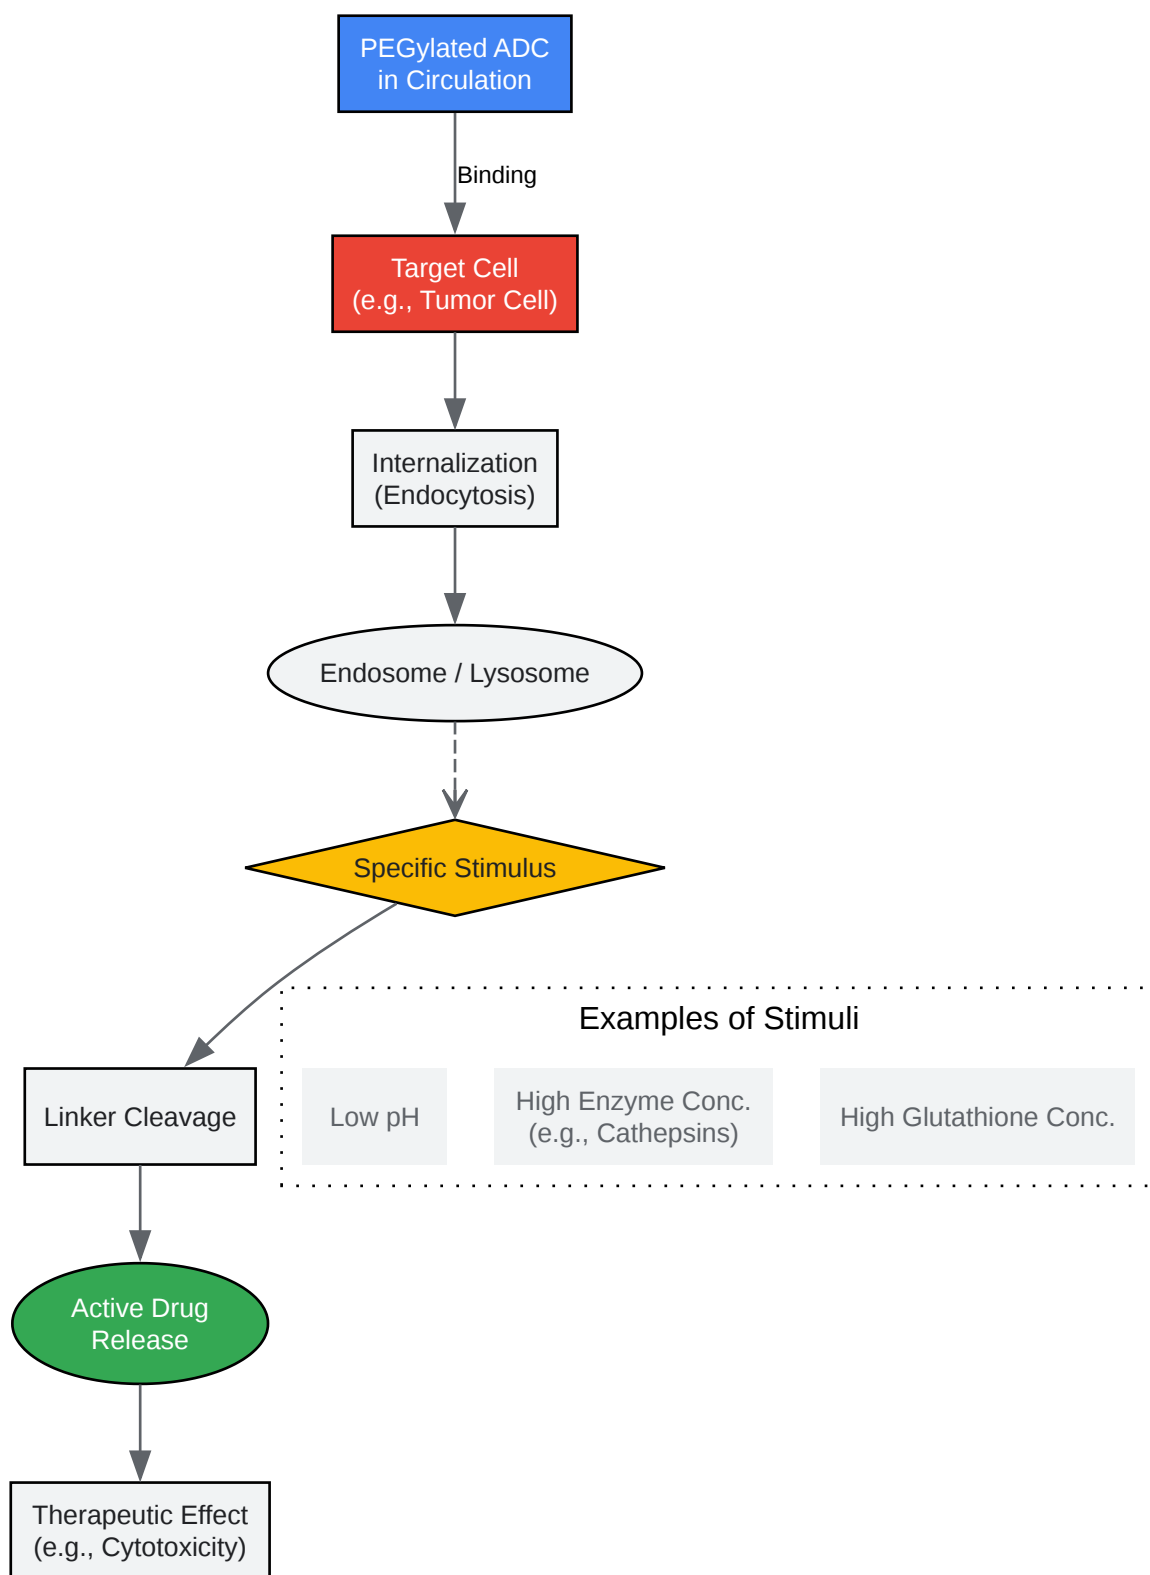 PEGylated ADC
in Circulation
Binding
Target Cell
(e.g., Tumor Cell)
Internalization
(Endocytosis)
Endosome / Lysosome
Specific Stimulus
Examples of Stimuli
Linker Cleavage
Low pH
High Enzyme Conc.
(e.g., Cathepsins)
High Glutathione Conc.
Active Drug
Release
Therapeutic Effect
(e.g., Cytotoxicity)